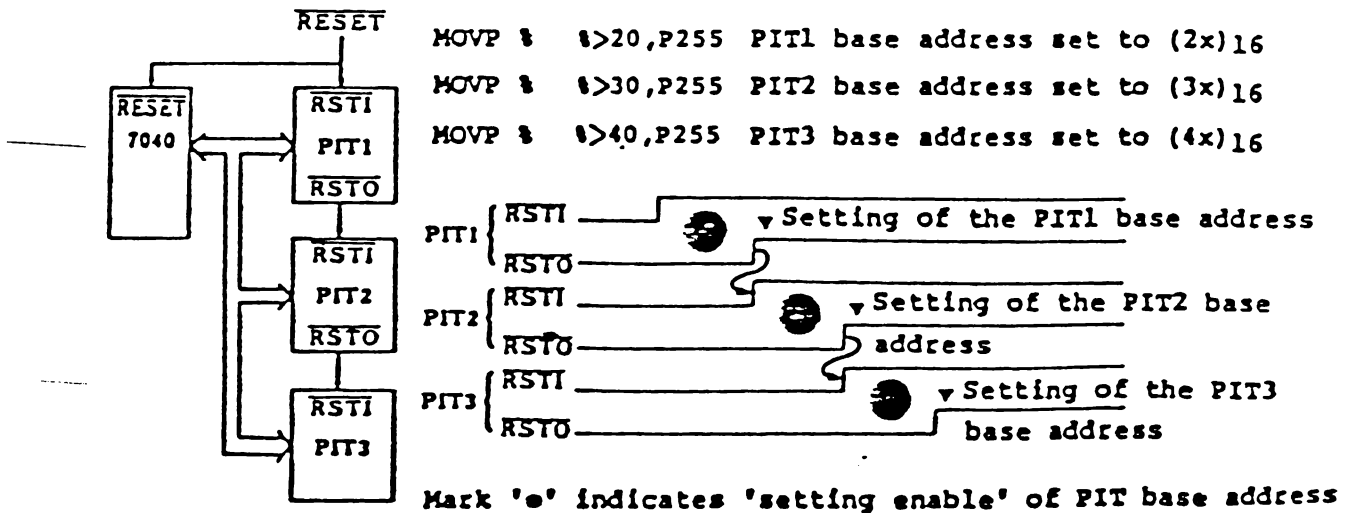 RESET
MOVP % %>20,P255 PIT1 base address set to (2x)16
MOVP % %>30,P255 PIT2 base address set to (3x)16
MOVP % %>40,P255 PIT3 base address set to (4x)16
RESET
7040
RSTI
PIT1
RSTO
RSTI
PIT2
RSTO
RSTI
PIT3
PIT1
RSTI
Setting of the PIT1 base address
RSTO
PIT2
RSTI
Setting of the PIT2 base
RSTO
address
PIT3
RSTI
Setting of the PIT3
RSTO
base address
Mark 'o' indicates 'setting enable' of PIT base address